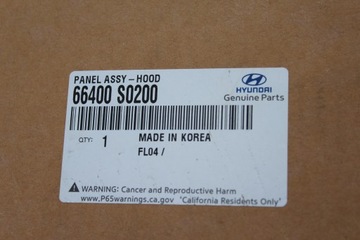 PANEL ASSY-HOOD
66400 S0200
HYUNDAI
Genuine Parts
QTY: 1
MADE IN KOREA
FL04 /
WARNING: Cancer and Reproductive Harm
www.P65warnings.ca.gov "California Residents Only"